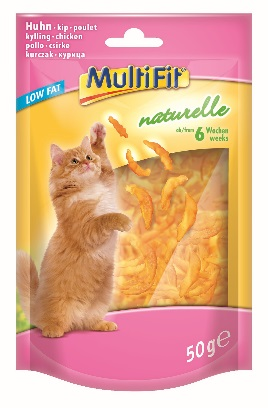 Huhn · kip · poulet
kylling · chicken
pollo · csirke
kurczak · курица
MultiFit
LOW FAT
naturelle
ab/from 6 Wochen
weeks
50g℮